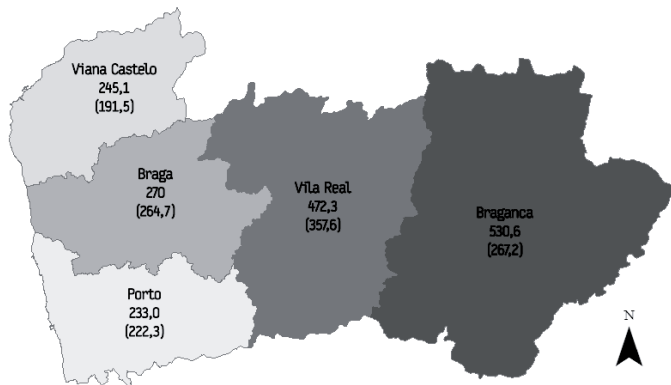 Viana Castelo
245,1
(191,5)
Braga
270
(264,7)
Vila Real
472,3
(357,6)
Braganca
530,6
(267,2)
Porto
233,0
(222,3)
N